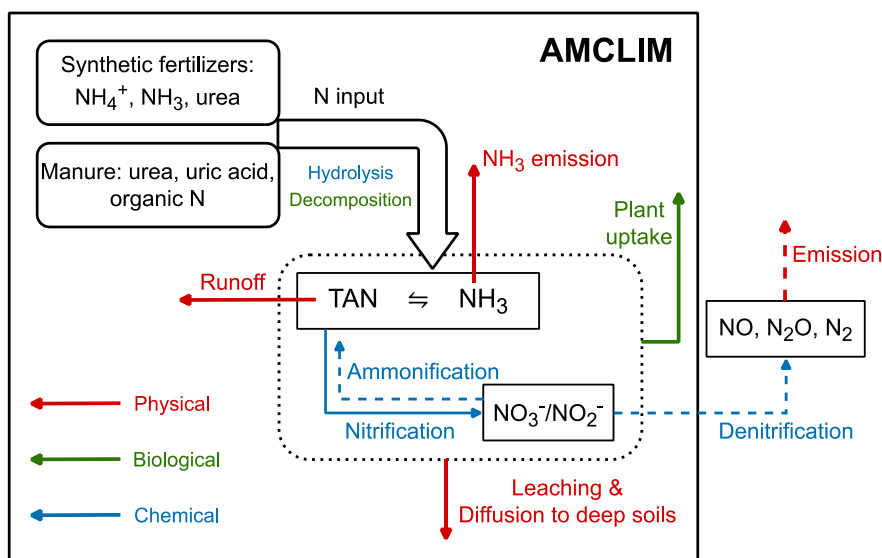 AMCLIM
Synthetic fertilizers:
NH₄⁺, NH₃, urea
N input
Manure: urea, uric acid,
organic N
Hydrolysis
Decomposition
NH₃ emission
Plant
uptake
Emission
Runoff
TAN ⇋ NH₃
NO, N₂O, N₂
Ammonification
NO₃⁻/NO₂⁻
Nitrification
Denitrification
Physical
Biological
Chemical
Leaching &
Diffusion to deep soils